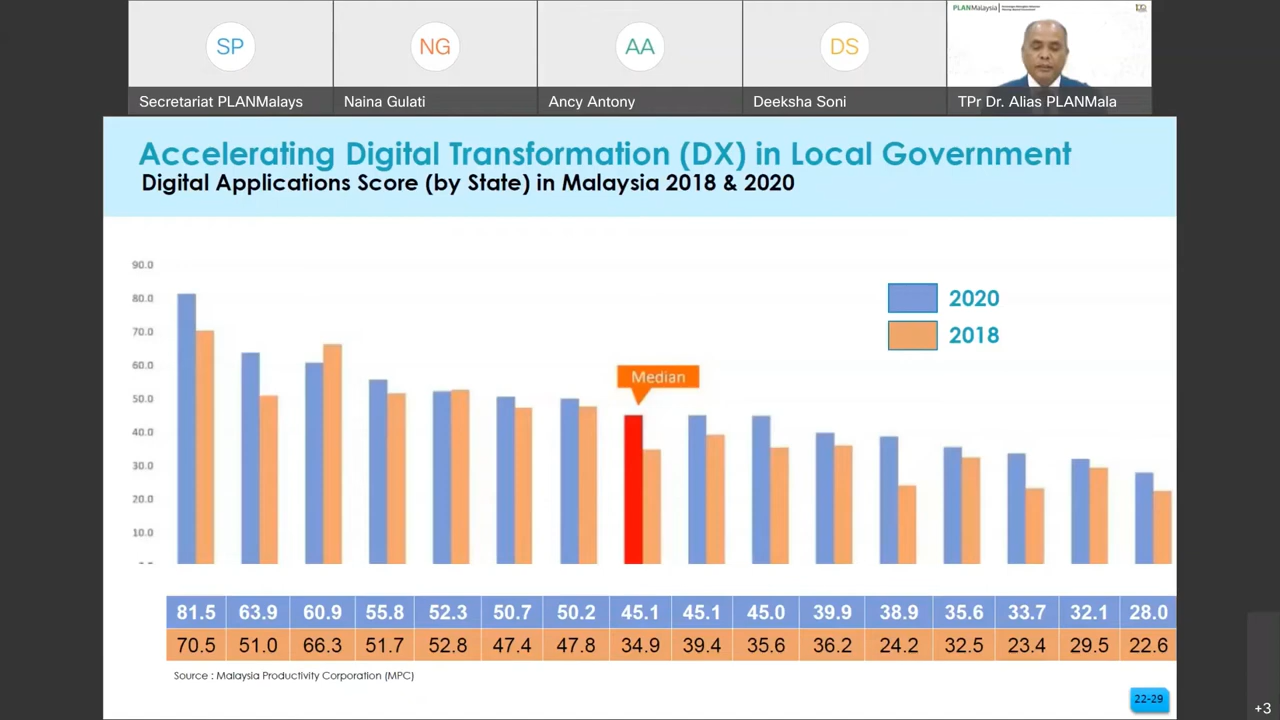 SP
NG
AA
DS
PLANMalaysia
Secretariat PLANMalays
Naina Gulati
Ancy Antony
Deeksha Soni
TPr Dr. Alias PLANMala
Accelerating Digital Transformation (DX) in Local Government
Digital Applications Score (by State) in Malaysia 2018 & 2020
90.0
80.0
70.0
60.0
50.0
40.0
30.0
20.0
10.0
2020
2018
Median
81.5 63.9 60.9 55.8 52.3 50.7 50.2 45.1 45.1 45.0 39.9 38.9 35.6 33.7 32.1 28.0
70.5 51.0 66.3 51.7 52.8 47.4 47.8 34.9 39.4 35.6 36.2 24.2 32.5 23.4 29.5 22.6
Source : Malaysia Productivity Corporation (MPC)
22-29
+3